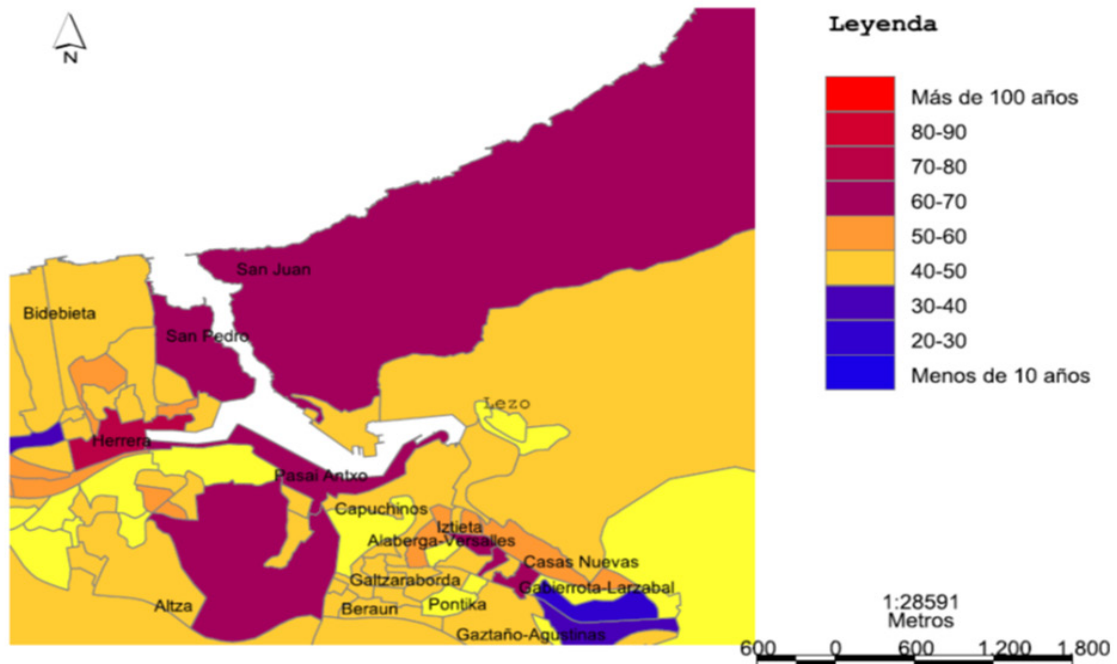 N
Leyenda
Más de 100 años
80-90
70-80
60-70
50-60
40-50
30-40
20-30
Menos de 10 años
San Juan
Bidebieta
San Pedro
Lezo
Herrera
Pasai Antxo
Capuchinos
Iztieta
Alaberga-Versalles
Casas Nuevas
Galtzaraborda
Gabierrota-Larzabal
Altza
Beraun
Pontika
Gaztaño-Agustinas
1:28591
Metros
600 0 600 1,200 1,800